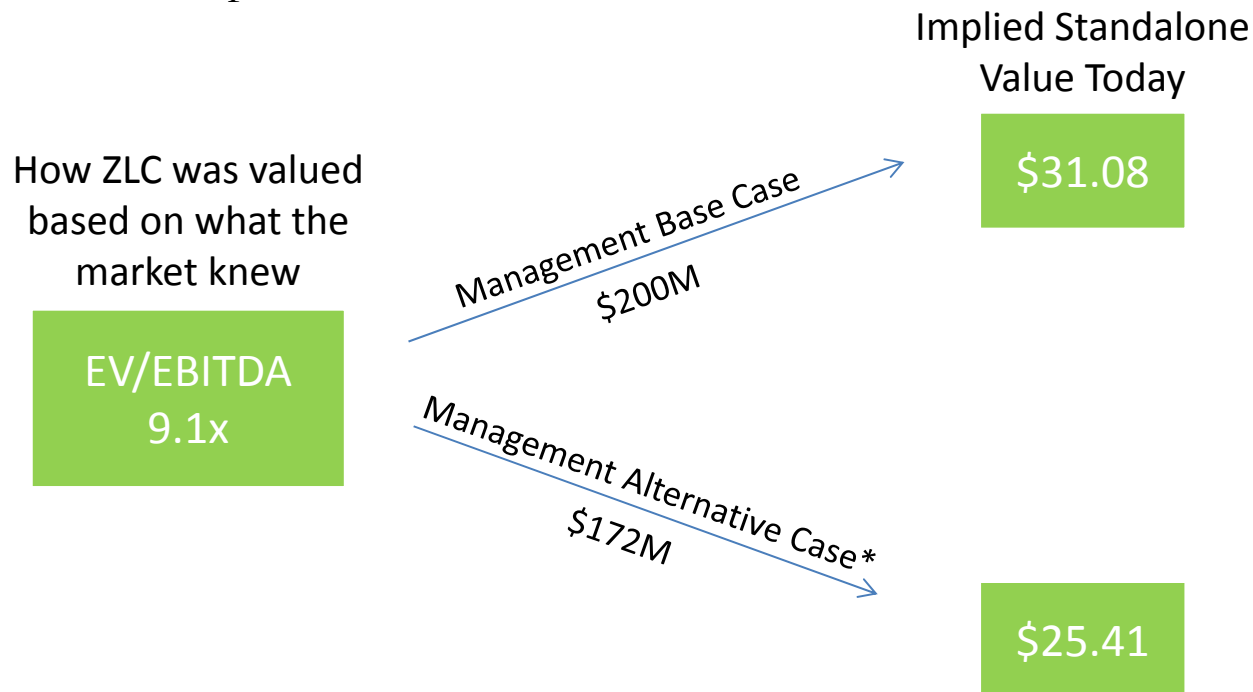 Implied Standalone
Value Today
How ZLC was valued
based on what the
market knew
EV/EBITDA
9.1x
Management Base Case
$200M
$31.08
Management Alternative Case*
$172M
$25.41